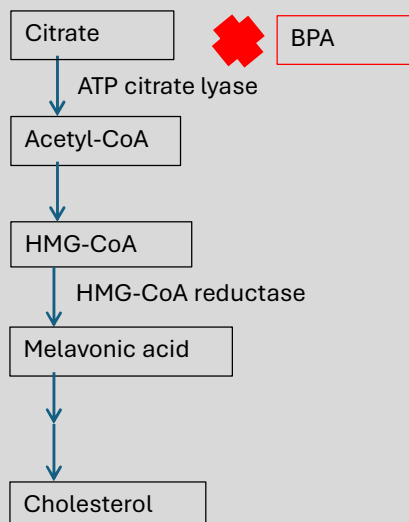 Citrate
BPA
ATP citrate lyase
Acetyl-CoA
HMG-CoA
HMG-CoA reductase
Melavonic acid
Cholesterol